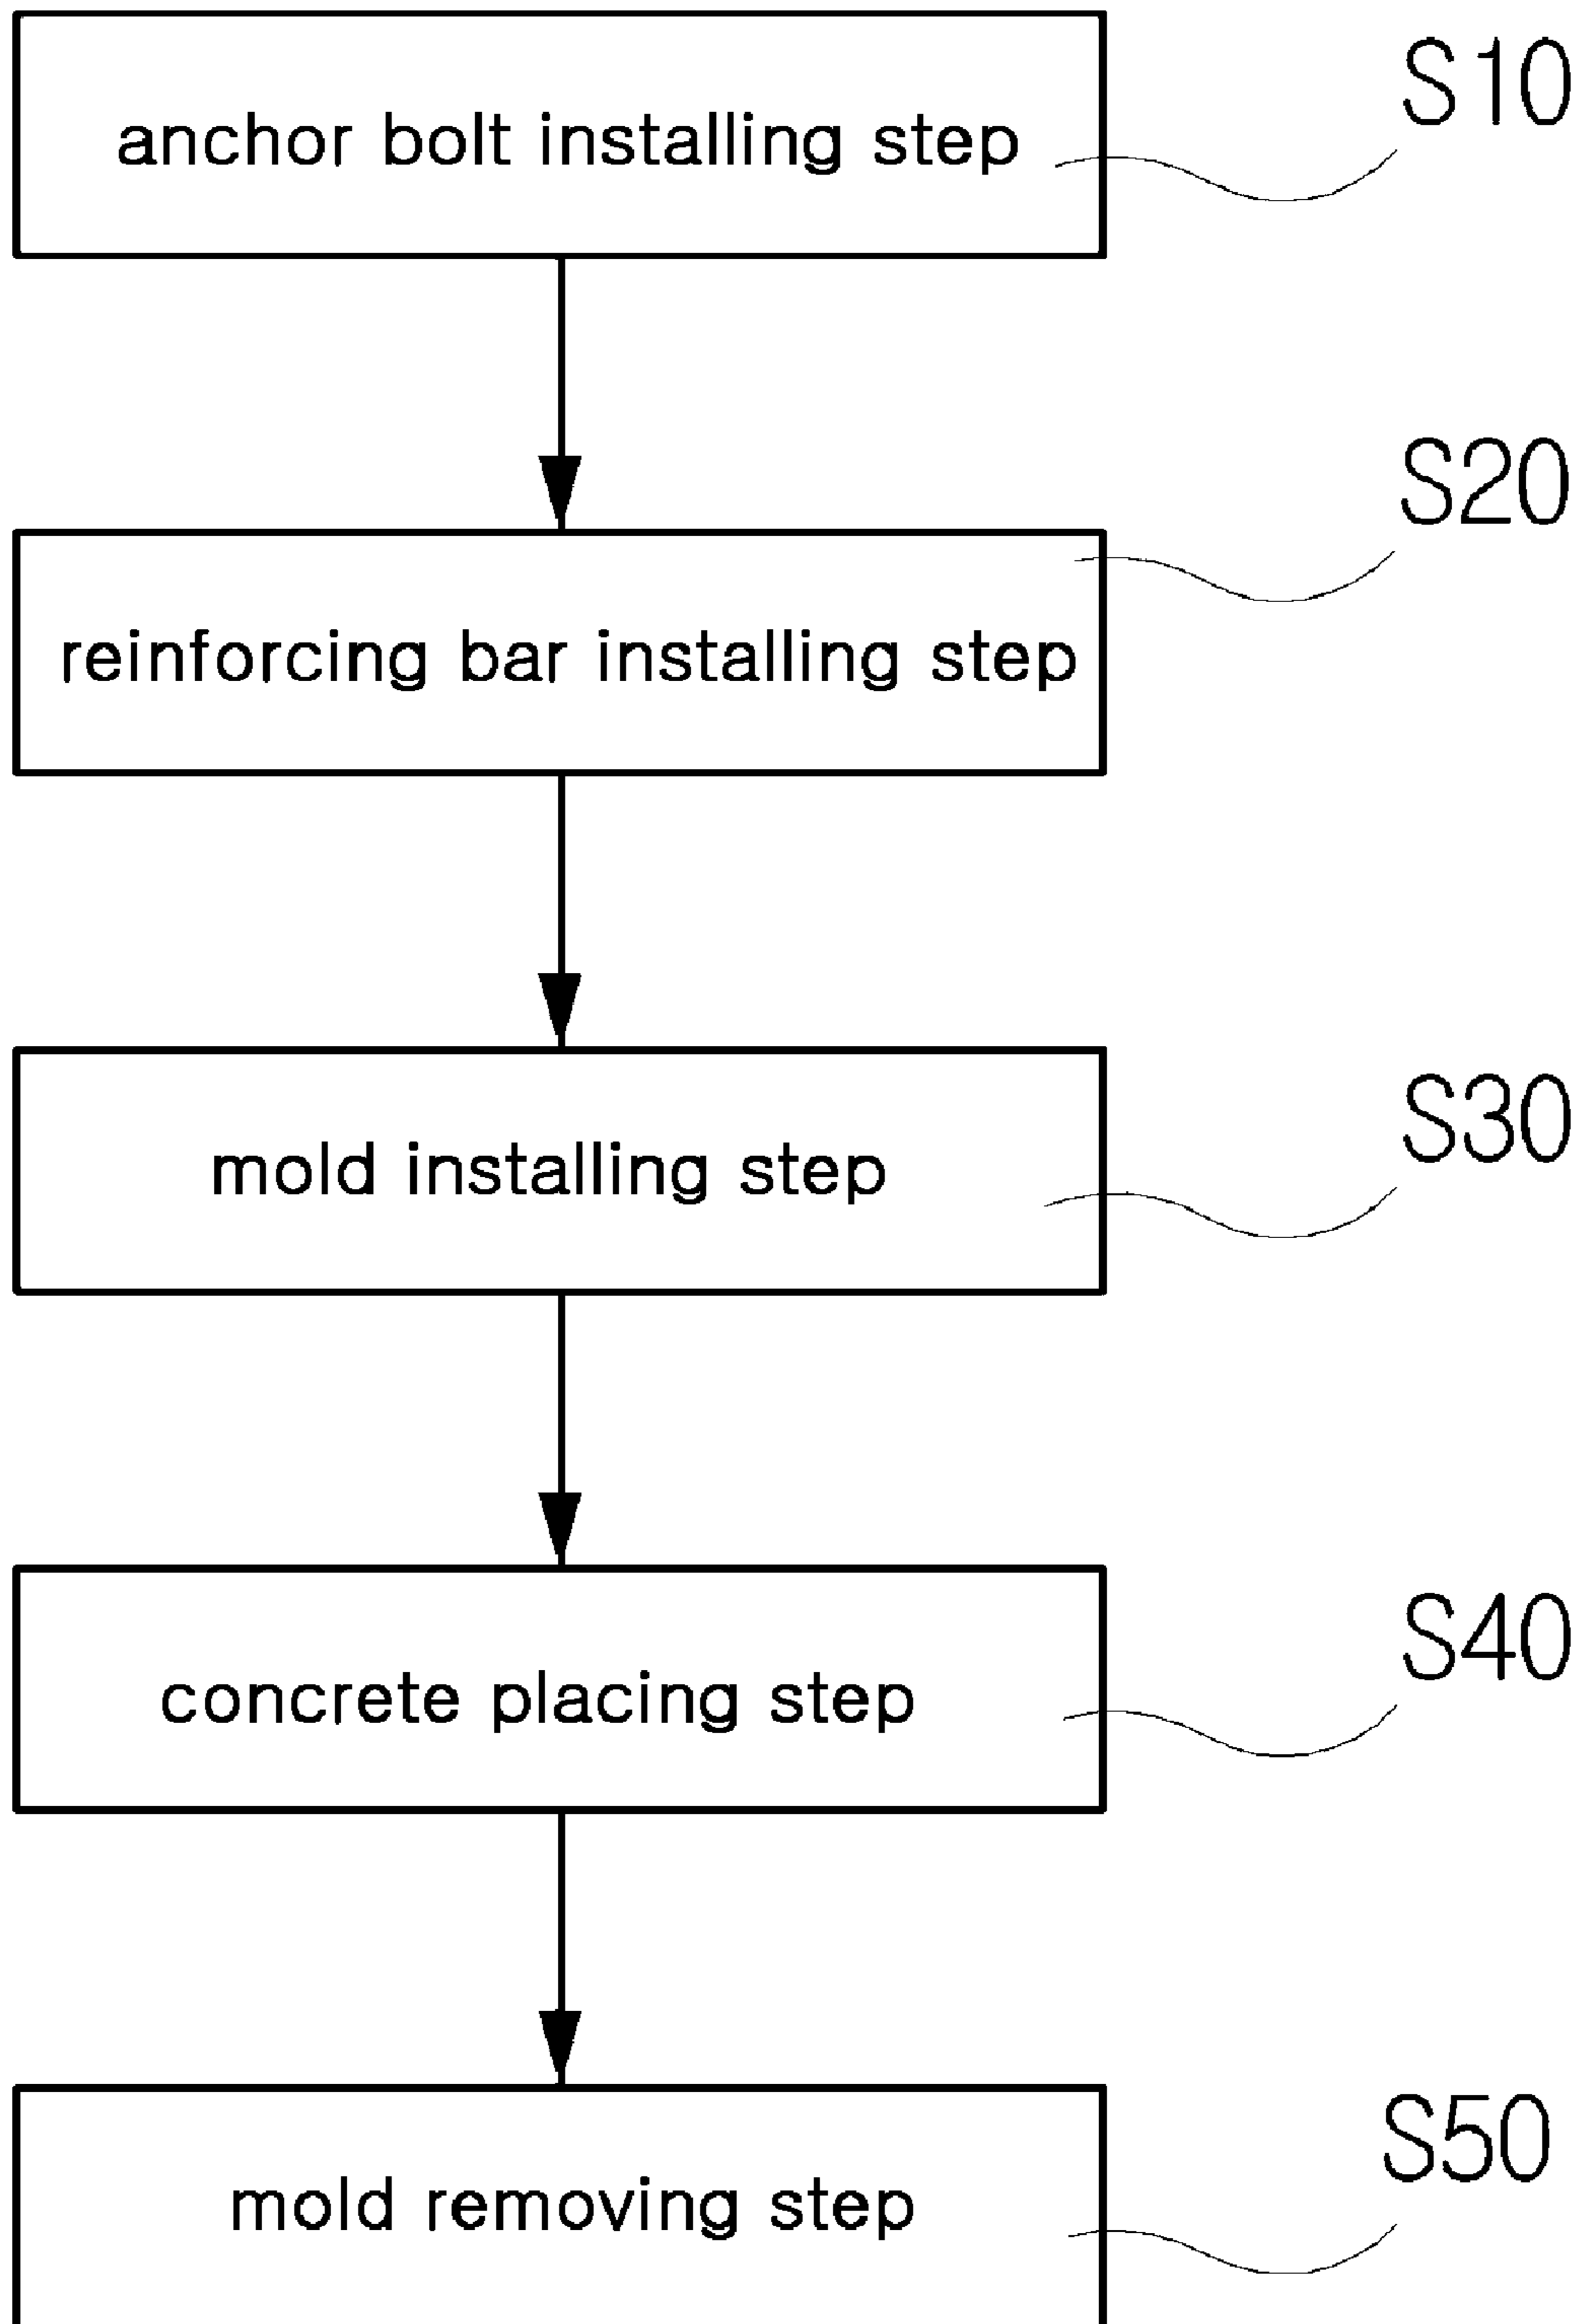 S10
anchor bolt installing step
S20
reinforcing bar installing step
S30
mold installing step
S40
concrete placing step
S50
mold removing step